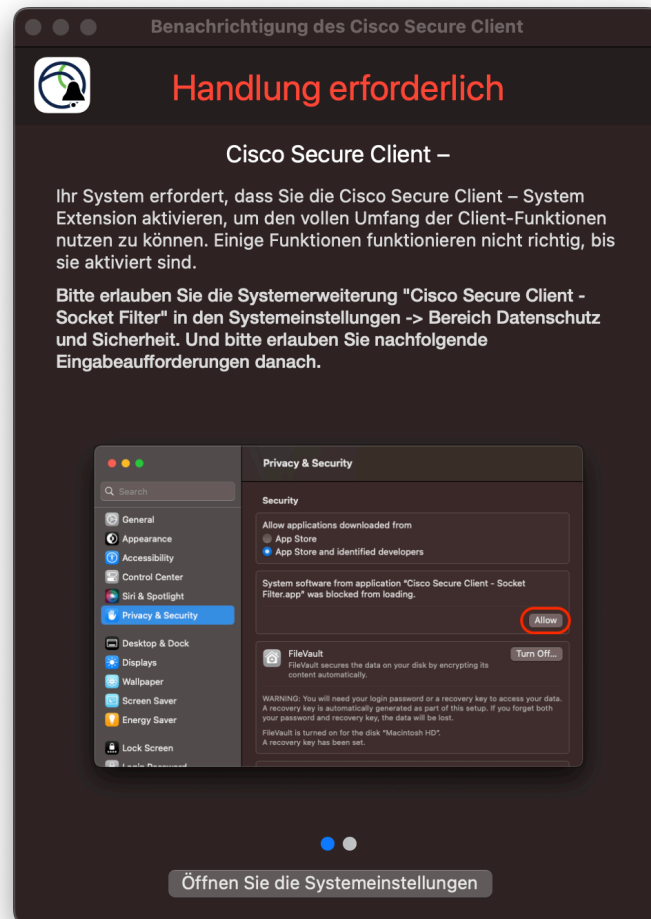 Benachrichtigung des Cisco Secure Client
Handlung erforderlich
Cisco Secure Client –
Ihr System erfordert, dass Sie die Cisco Secure Client – System
Extension aktivieren, um den vollen Umfang der Client-Funktionen
nutzen zu können. Einige Funktionen funktionieren nicht richtig, bis
sie aktiviert sind.
Bitte erlauben Sie die Systemerweiterung "Cisco Secure Client -
Socket Filter" in den Systemeinstellungen -> Bereich Datenschutz
und Sicherheit. Und bitte erlauben Sie nachfolgende
Eingabeaufforderungen danach.
Search
General
Appearance
Accessibility
Control Center
Siri & Spotlight
Privacy & Security
Desktop & Dock
Displays
Wallpaper
Screen Saver
Energy Saver
Lock Screen
Privacy & Security
Security
Allow applications downloaded from
App Store
App Store and identified developers
System software from application "Cisco Secure Client - Socket
Filter.app" was blocked from loading.
Allow
FileVault
Turn Off...
FileVault secures the data on your disk by encrypting its
content automatically.
WARNING: You will need your login password or a recovery key to access your data.
A recovery key is automatically generated as part of this setup. If you forget both
your password and recovery key, the data will be lost.
FileVault is turned on for the disk "Macintosh HD".
A recovery key has been set.
Öffnen Sie die Systemeinstellungen